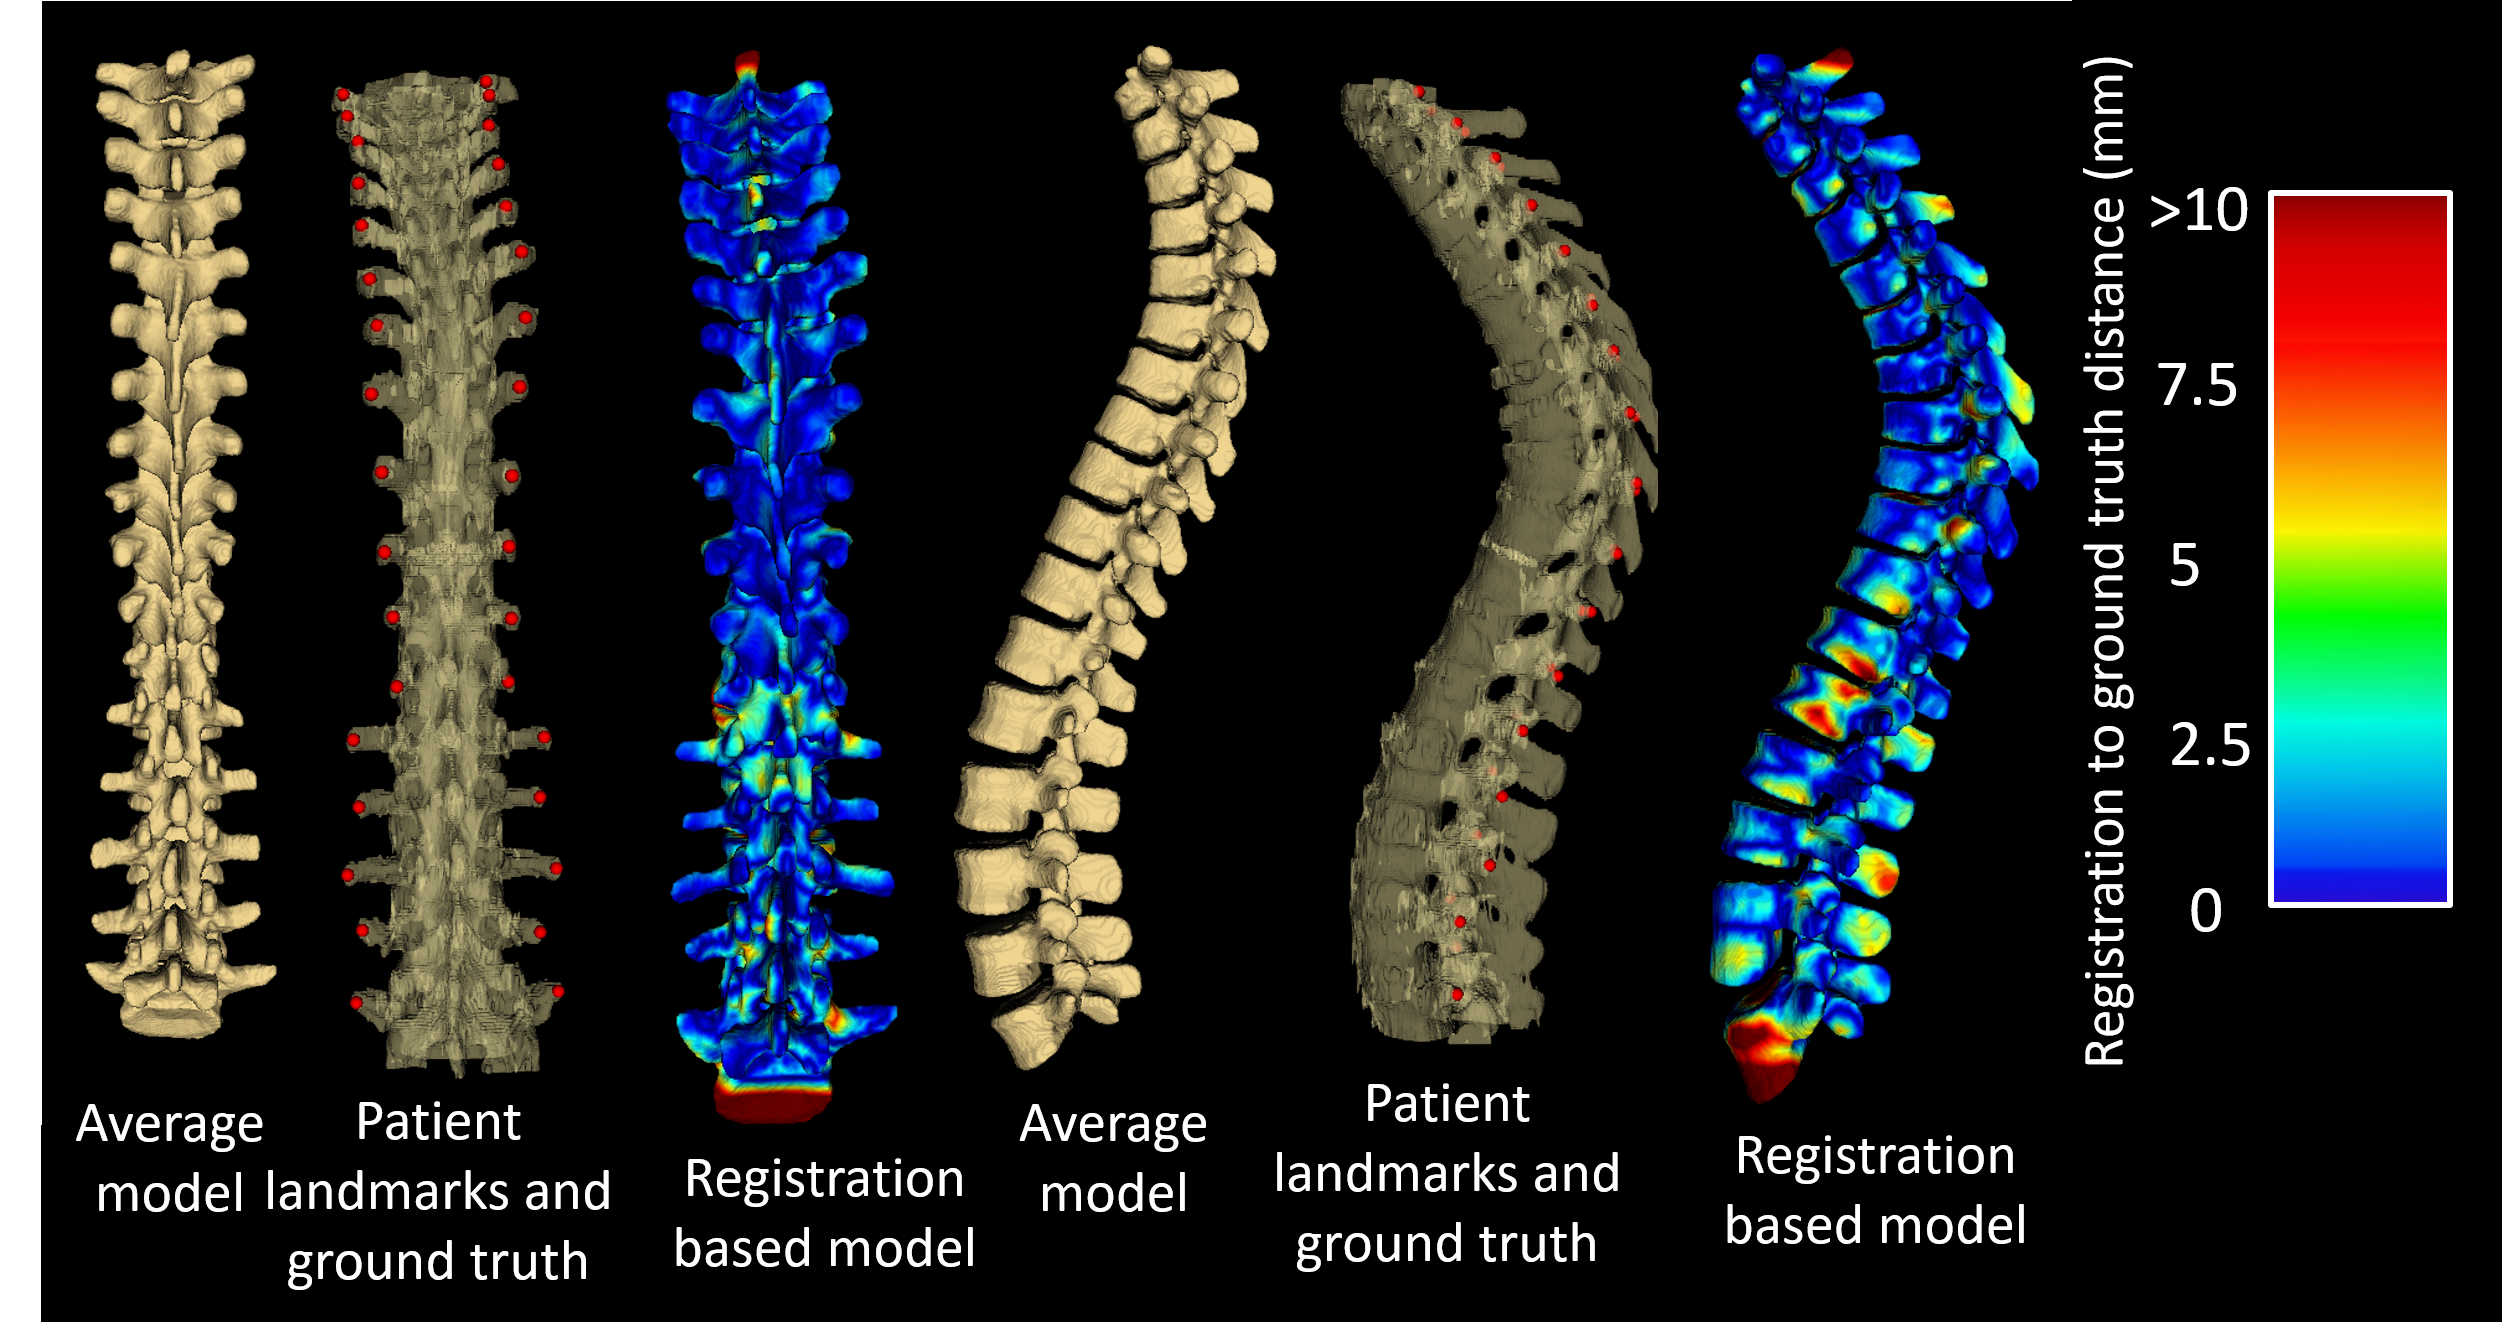 Average
model
Patient
landmarks and
ground truth
Registration
based model
Average
model
Patient
landmarks and
ground truth
Registration
based model
Registration to ground truth distance (mm)
>10
7.5
5
2.5
0